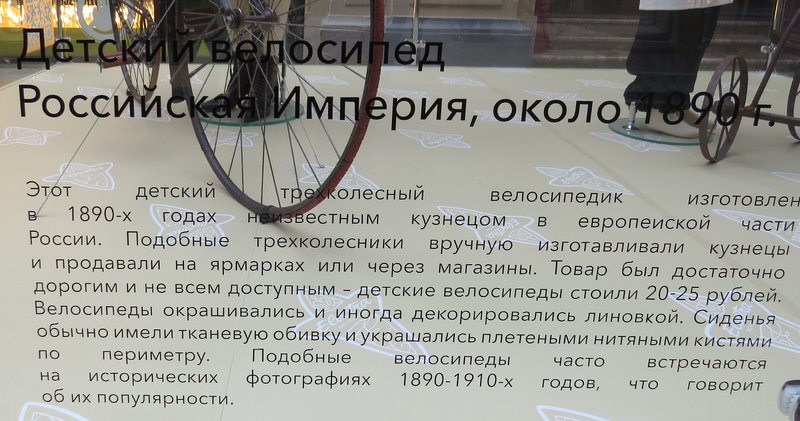 Детский велосипед
Российская Империя, около 1890 г.
Этот детский трехколесный велосипедик изготовлен
в 1890-х годах неизвестным кузнецом в европейской части
России. Подобные трехколесники вручную изготавливали кузнецы
и продавали на ярмарках или через магазины. Товар был достаточно
дорогим и не всем доступным – детские велосипеды стоили 20-25 рублей.
Велосипеды окрашивались и иногда декорировались линовкой. Сиденья
обычно имели тканевую обивку и украшались плетеными нитяными кистями
по периметру. Подобные велосипеды часто встречаются
на исторических фотографиях 1890-1910-х годов, что говорит
об их популярности.